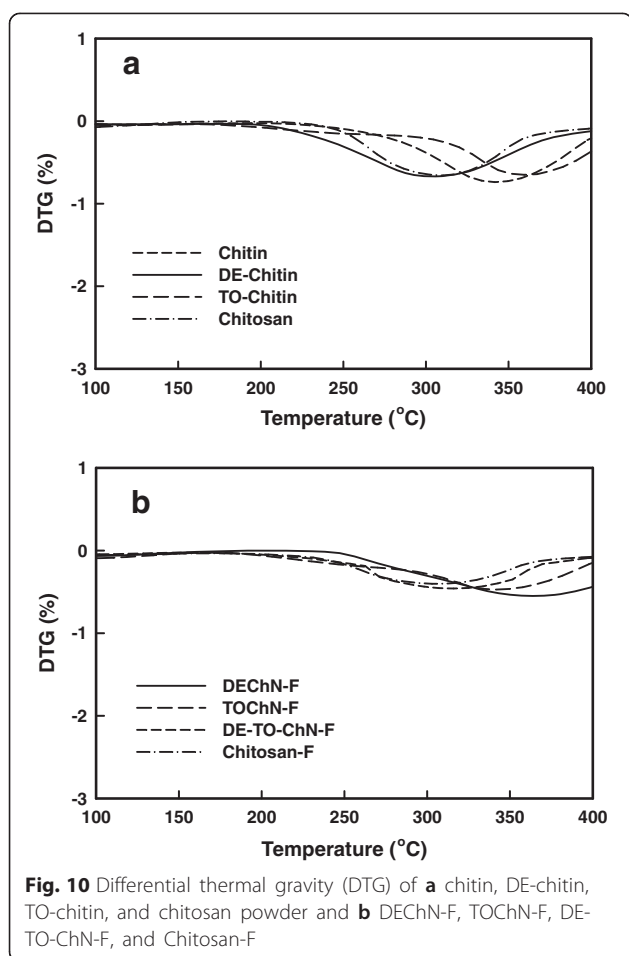 1
a
0
DTG (%)
-1
Chitin
DE-Chitin
-2
TO-Chitin
Chitosan
-3
100 150 200 250 300 350 400
Temperature (°C)
1
b
0
DTG (%)
-1
DEChN-F
TOChN-F
-2
DE-TO-ChN-F
Chitosan-F
-3
100 150 200 250 300 350 400
Temperature (°C)
Fig. 10 Differential thermal gravity (DTG) of a chitin, DE-chitin,
TO-chitin, and chitosan powder and b DEChN-F, TOChN-F, DE-
TO-ChN-F, and Chitosan-F